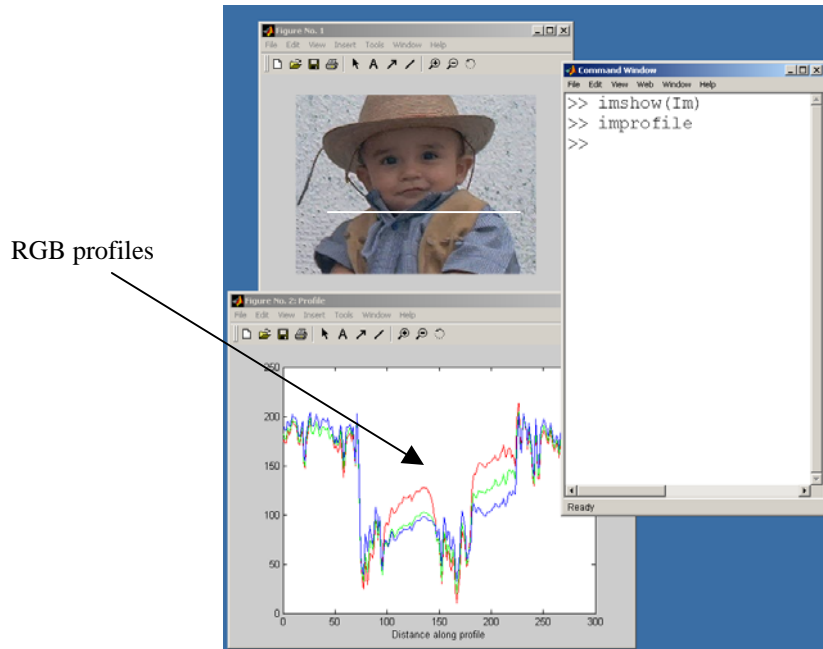 Figure No. 1
File Edit View Insert Tools Window Help
Command Window
File Edit View Web Window Help
>> imshow(Im)
>> improfile
>>
Ready
RGB profiles
Figure No. 2: Profile
File Edit View Insert Tools Window Help
250
200
150
100
50
0
0 50 100 150 200 250 300
Distance along profile